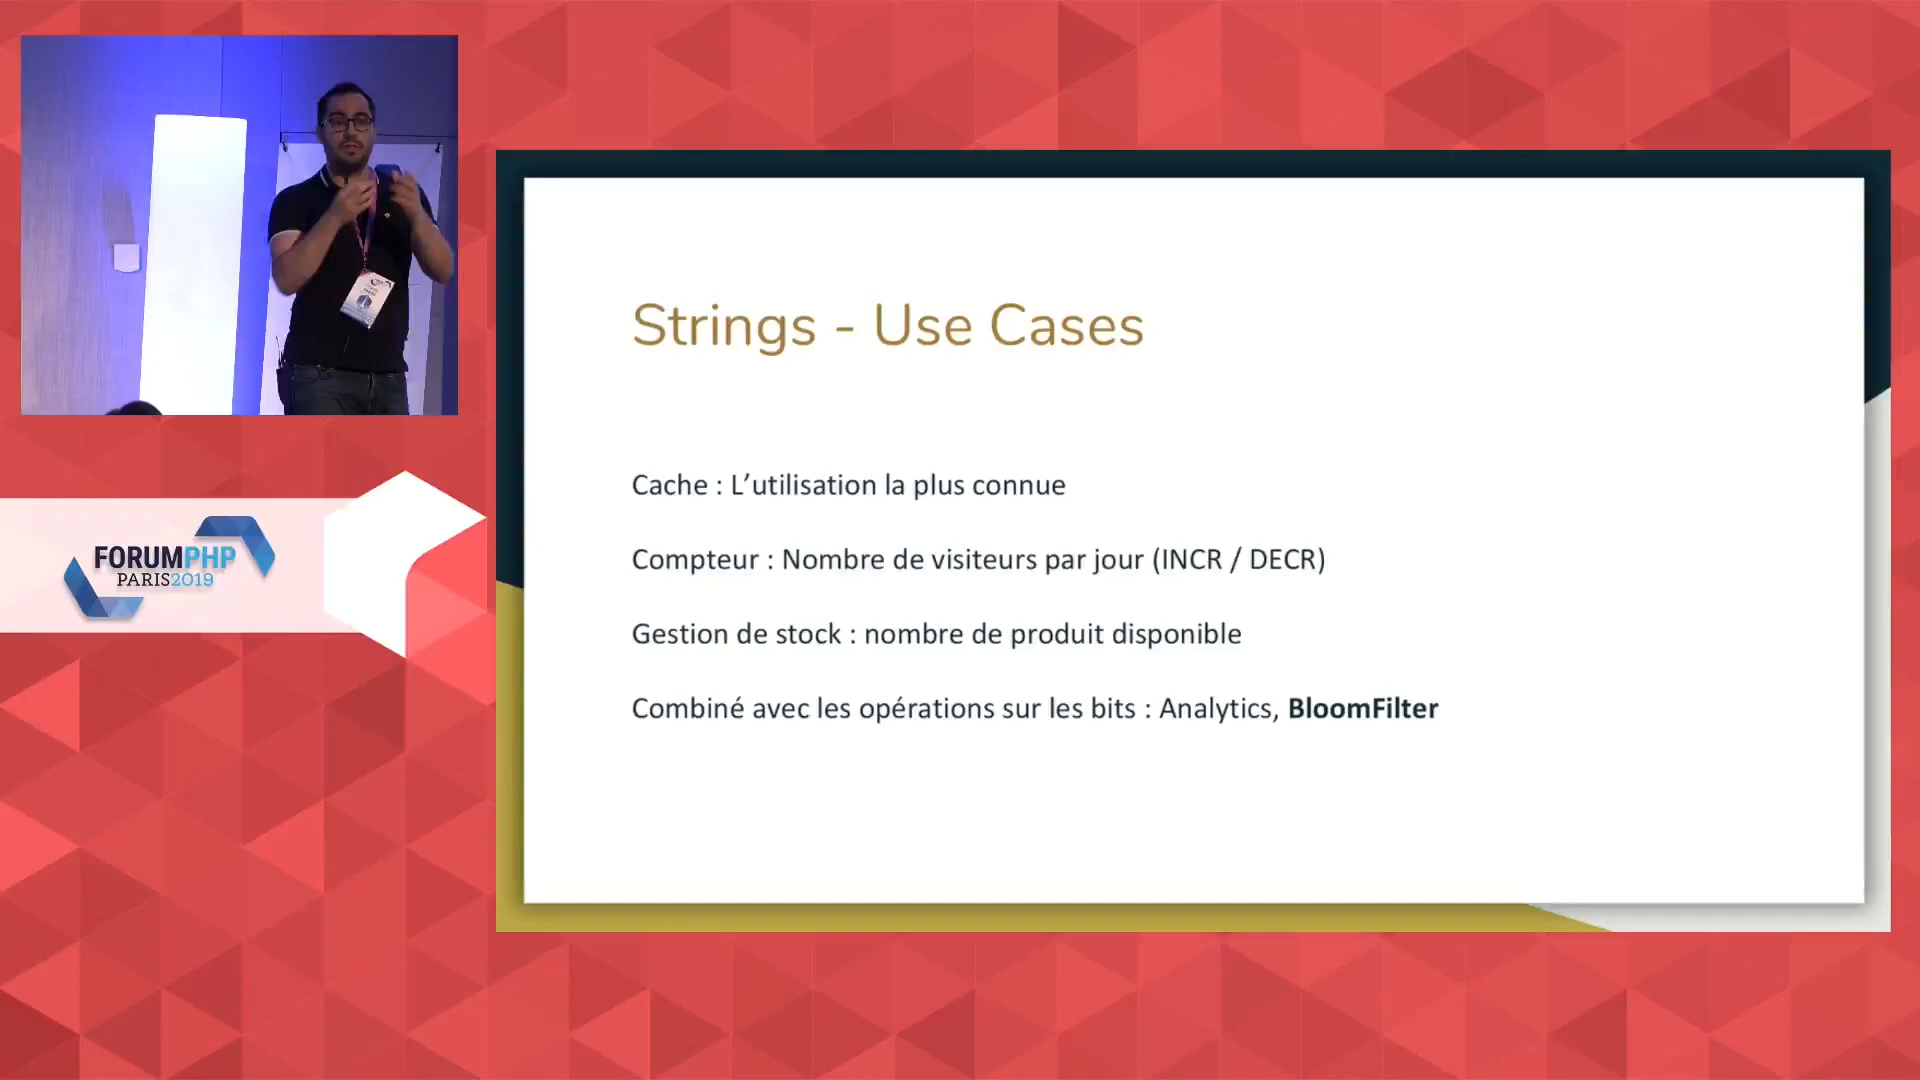 FORUMPHP
PARIS2019
Strings - Use Cases
Cache : L’utilisation la plus connue
Compteur : Nombre de visiteurs par jour (INCR / DECR)
Gestion de stock : nombre de produit disponible
Combiné avec les opérations sur les bits : Analytics, BloomFilter